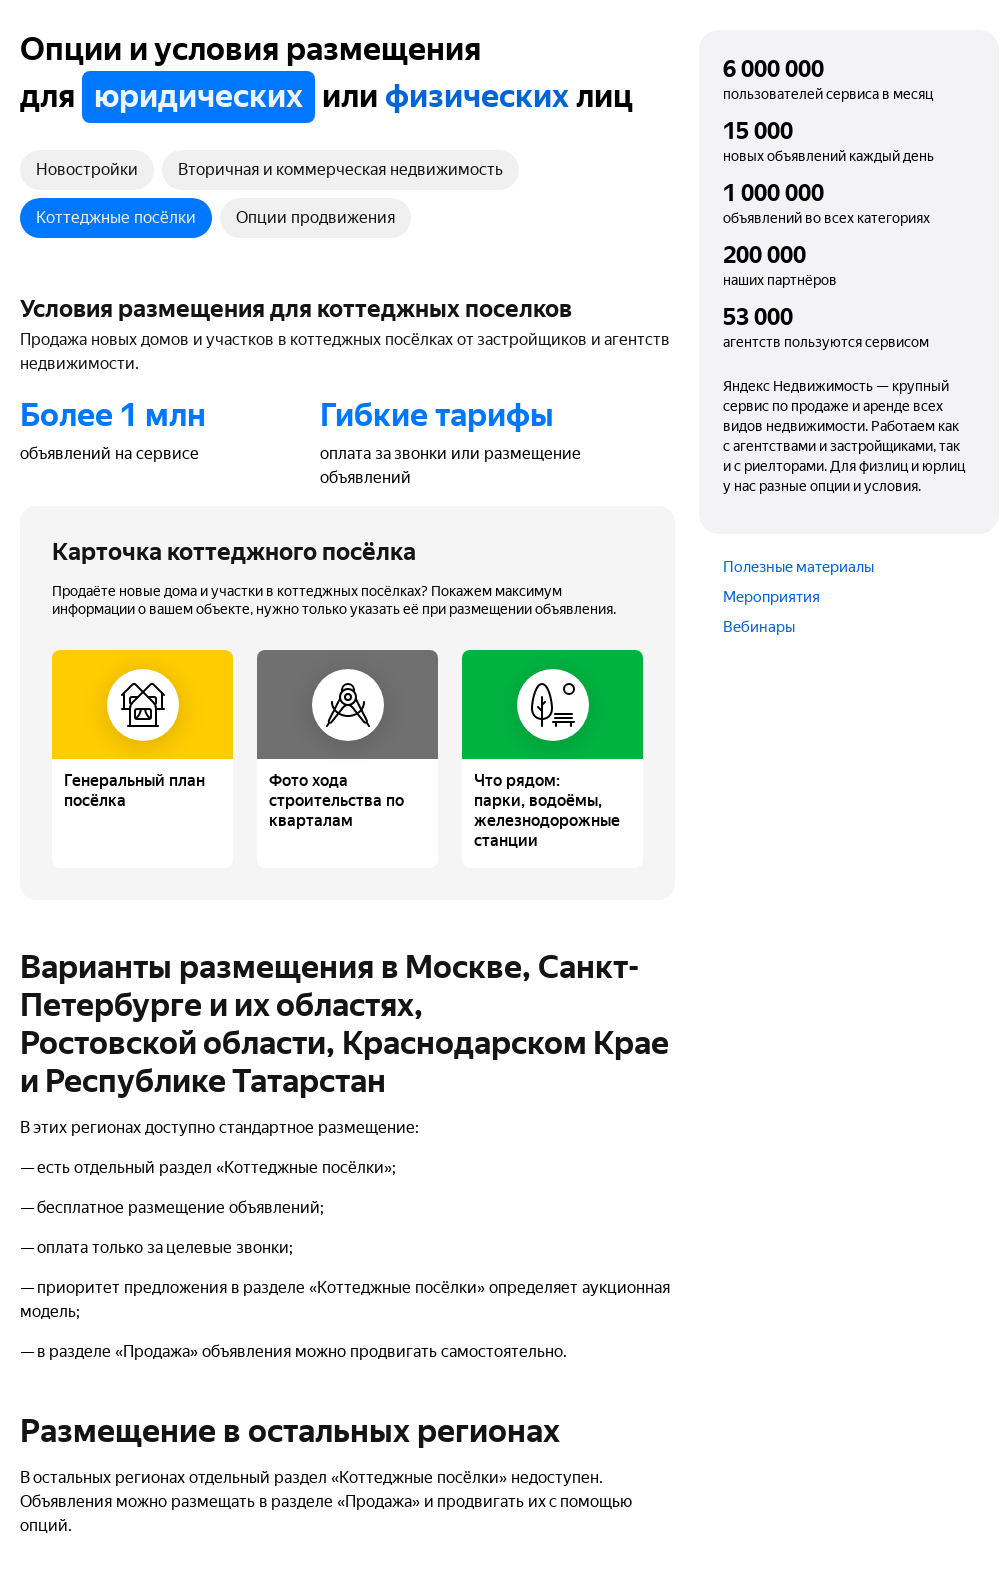 Опции и условия размещения
для юридических или физических лиц
Новостройки
Вторичная и коммерческая недвижимость
Коттеджные посёлки
Опции продвижения
Условия размещения для коттеджных поселков
Продажа новых домов и участков в коттеджных посёлках от застройщиков и агентств
недвижимости.
Более 1 млн
объявлений на сервисе
Гибкие тарифы
оплата за звонки или размещение
объявлений
Карточка коттеджного посёлка
Продаёте новые дома и участки в коттеджных посёлках? Покажем максимум
информации о вашем объекте, нужно только указать её при размещении объявления.
Генеральный план
посёлка
Фото хода
строительства по
кварталам
Что рядом:
парки, водоёмы,
железнодорожные
станции
Варианты размещения в Москве, Санкт-
Петербурге и их областях,
Ростовской области, Краснодарском Крае
и Республике Татарстан
В этих регионах доступно стандартное размещение:
— есть отдельный раздел «Коттеджные посёлки»;
— бесплатное размещение объявлений;
— оплата только за целевые звонки;
— приоритет предложения в разделе «Коттеджные посёлки» определяет аукционная
модель;
— в разделе «Продажа» объявления можно продвигать самостоятельно.
Размещение в остальных регионах
В остальных регионах отдельный раздел «Коттеджные посёлки» недоступен.
Объявления можно размещать в разделе «Продажа» и продвигать их с помощью
опций.
6 000 000
пользователей сервиса в месяц
15 000
новых объявлений каждый день
1 000 000
объявлений во всех категориях
200 000
наших партнёров
53 000
агентств пользуются сервисом
Яндекс Недвижимость — крупный
сервис по продаже и аренде всех
видов недвижимости. Работаем как
с агентствами и застройщиками, так
и с риелторами. Для физлиц и юрлиц
у нас разные опции и условия.
Полезные материалы
Мероприятия
Вебинары